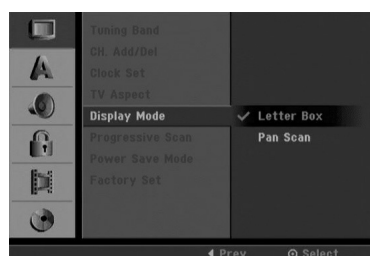 Tuning Band
CH. Add/Del
Clock Set
TV Aspect
Display Mode
✓ Letter Box
Pan Scan
Progressive Scan
Power Save Mode
Factory Set
A
Prev
Select